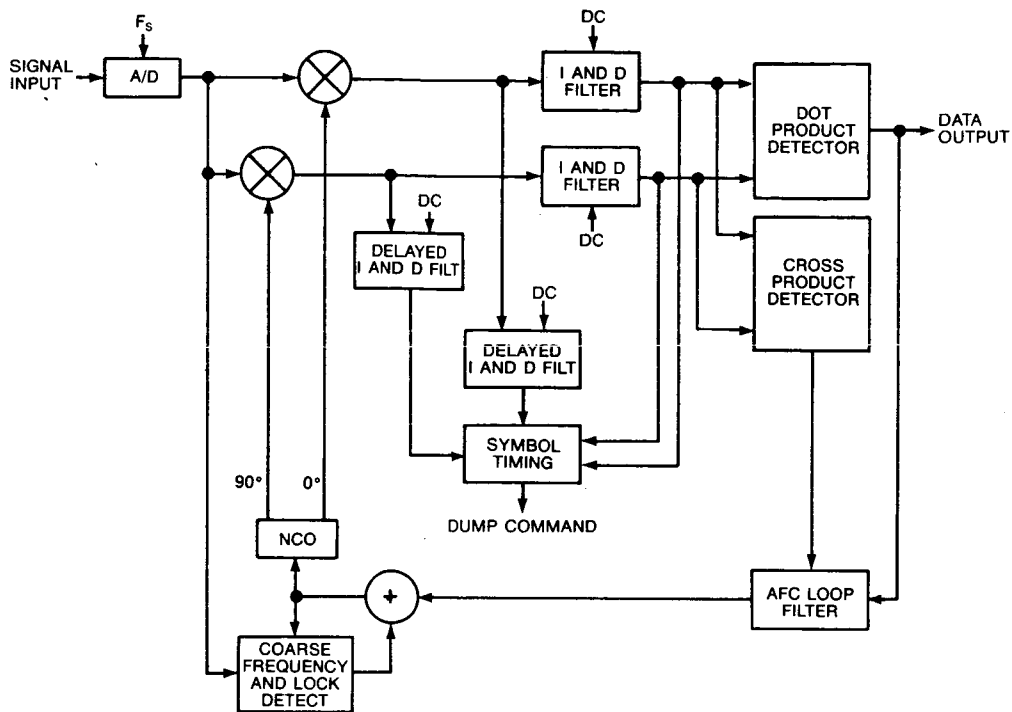 Fs
SIGNAL
INPUT
A/D
DC
I AND D
FILTER
DOT
PRODUCT
DETECTOR
DATA
OUTPUT
I AND D
FILTER
DC
DC
DELAYED
I AND D FILT
CROSS
PRODUCT
DETECTOR
DC
DELAYED
I AND D FILT
SYMBOL
TIMING
DUMP COMMAND
90°
0°
NCO
+
AFC LOOP
FILTER
COARSE
FREQUENCY
AND LOCK
DETECT